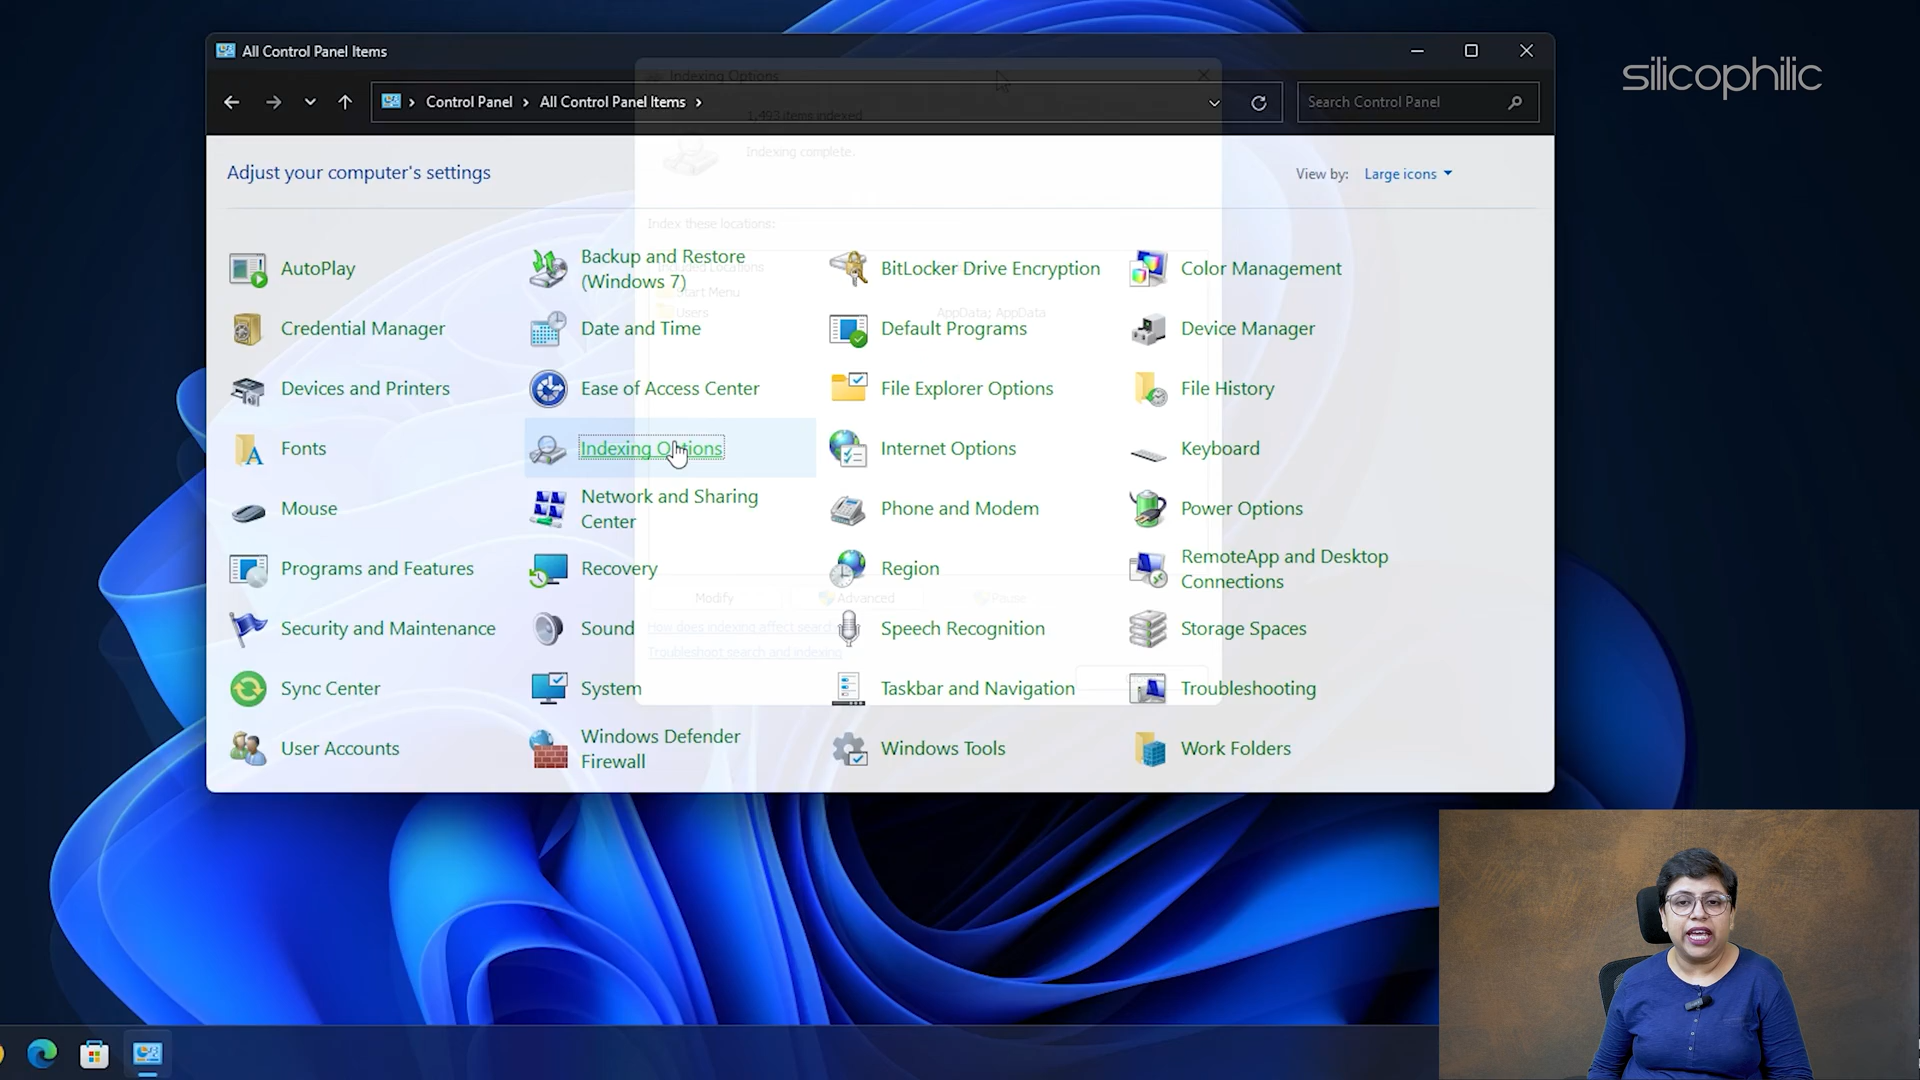 All Control Panel Items
silicophilic
Indexing Options
Control Panel
All Control Panel Items
Search Control Panel
1,493 items indexed
Indexing complete.
Adjust your computer's settings
View by:
Large icons
Index these locations:
AutoPlay
Backup and Restore
(Windows 7)
BitLocker Drive Encryption
Color Management
Included Locations
Start Menu
Users
AppData; AppData
Credential Manager
Date and Time
Default Programs
Device Manager
Devices and Printers
Ease of Access Center
File Explorer Options
File History
Fonts
Indexing Options
Internet Options
Keyboard
Mouse
Network and Sharing
Center
Phone and Modem
Power Options
Programs and Features
Recovery
Region
RemoteApp and Desktop
Connections
Modify
Advanced
Pause
Security and Maintenance
Sound
How does indexing affect
Speech Recognition
Storage Spaces
Troubleshoot search and indexing
Sync Center
System
Taskbar and Navigation
Troubleshooting
User Accounts
Windows Defender
Firewall
Windows Tools
Work Folders